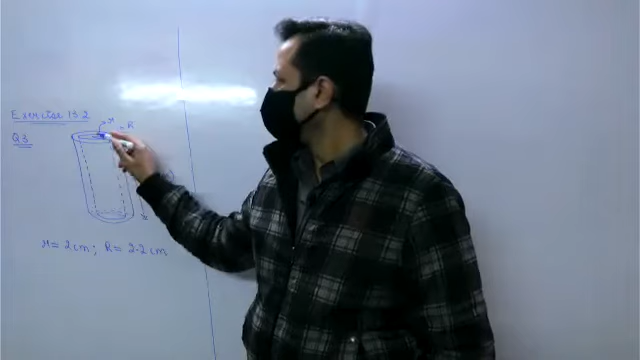 Exercise 13.2
Q3
r R
h
r = 2 cm ; R = 2.2 cm